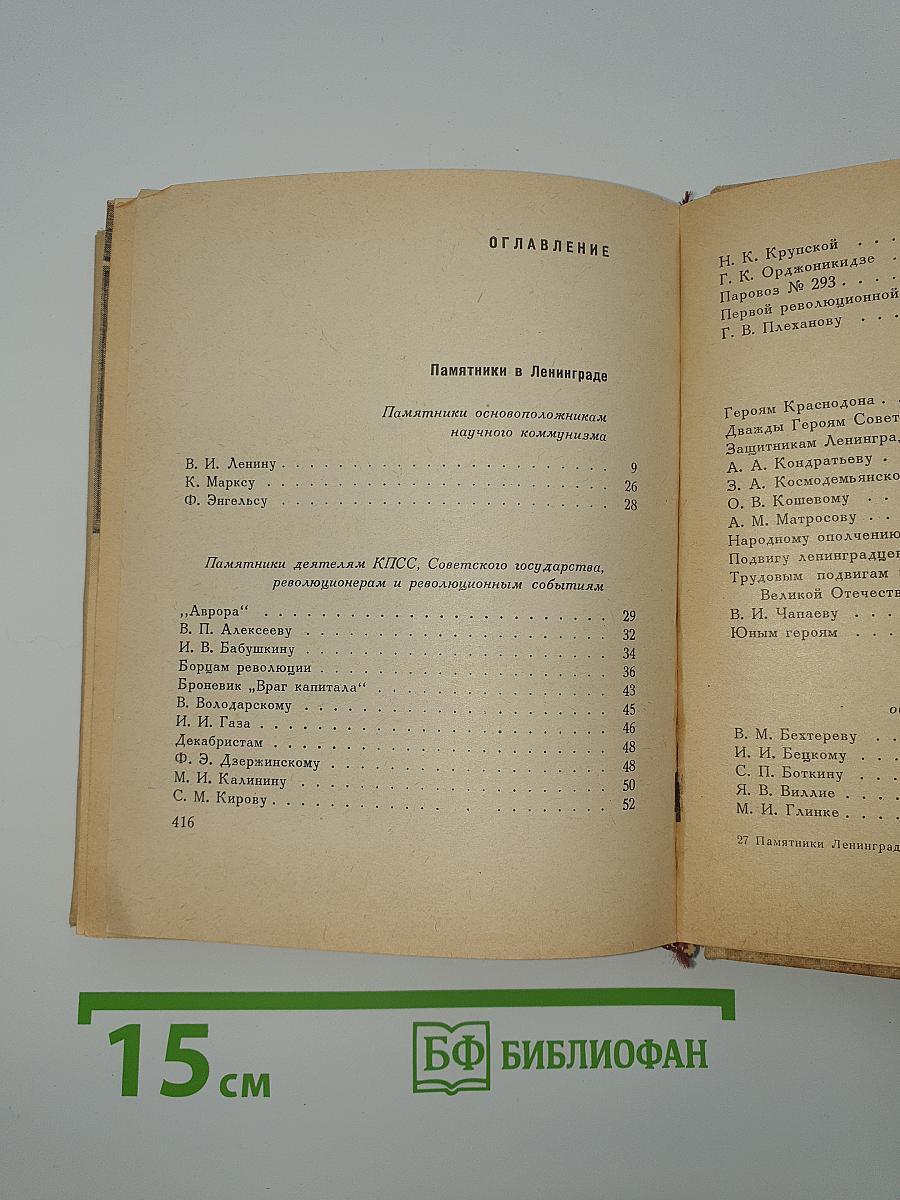 ОГЛАВЛЕНИЕ
Памятники в Ленинграде
Памятники основоположникам
научного коммунизма
В. И. Ленину . . . . . . . . . . . . . . . . . . . . 9
К. Марксу . . . . . . . . . . . . . . . . . . . . 26
Ф. Энгельсу . . . . . . . . . . . . . . . . . . . . 28
Памятники деятелям КПСС, Советского государства,
революционерам и революционным событиям
„Аврора“ . . . . . . . . . . . . . . . . . . . . 29
В. П. Алексееву . . . . . . . . . . . . . . . . . . 32
И. В. Бабушкину . . . . . . . . . . . . . . . . . . 34
Борцам революции . . . . . . . . . . . . . . . . . 36
Броневик „Враг капитала“ . . . . . . . . . . . . . 43
В. Володарскому . . . . . . . . . . . . . . . . . . 45
И. И. Газа . . . . . . . . . . . . . . . . . . . . 46
Декабристам . . . . . . . . . . . . . . . . . . . . 48
Ф. Э. Дзержинскому . . . . . . . . . . . . . . . . 48
М. И. Калинину . . . . . . . . . . . . . . . . . . 50
С. М. Кирову . . . . . . . . . . . . . . . . . . . 52
416
Н. К. Крупской . . .
Г. К. Орджоникидзе .
Паровоз № 293 . . . .
Первой революционной
Г. В. Плеханову . . .
Героям Краснодона . .
Дважды Героям Совет
Защитникам Ленинград
А. А. Кондратьеву .
З. А. Космодемьянско
О. В. Кошевому . .
А. М. Матросову . .
Народному ополчению
Подвигу ленинградцев
Трудовым подвигам
Великой Отечеств
В. И. Чапаеву . . .
Юным героям . . .
В. М. Бехтереву . .
И. И. Бецкому . . .
С. П. Боткину . . .
Я. В. Виллие . . . .
М. И. Глинке . . . .
27 Памятники Ленинград
15 см
БФ БИБЛИОФАН